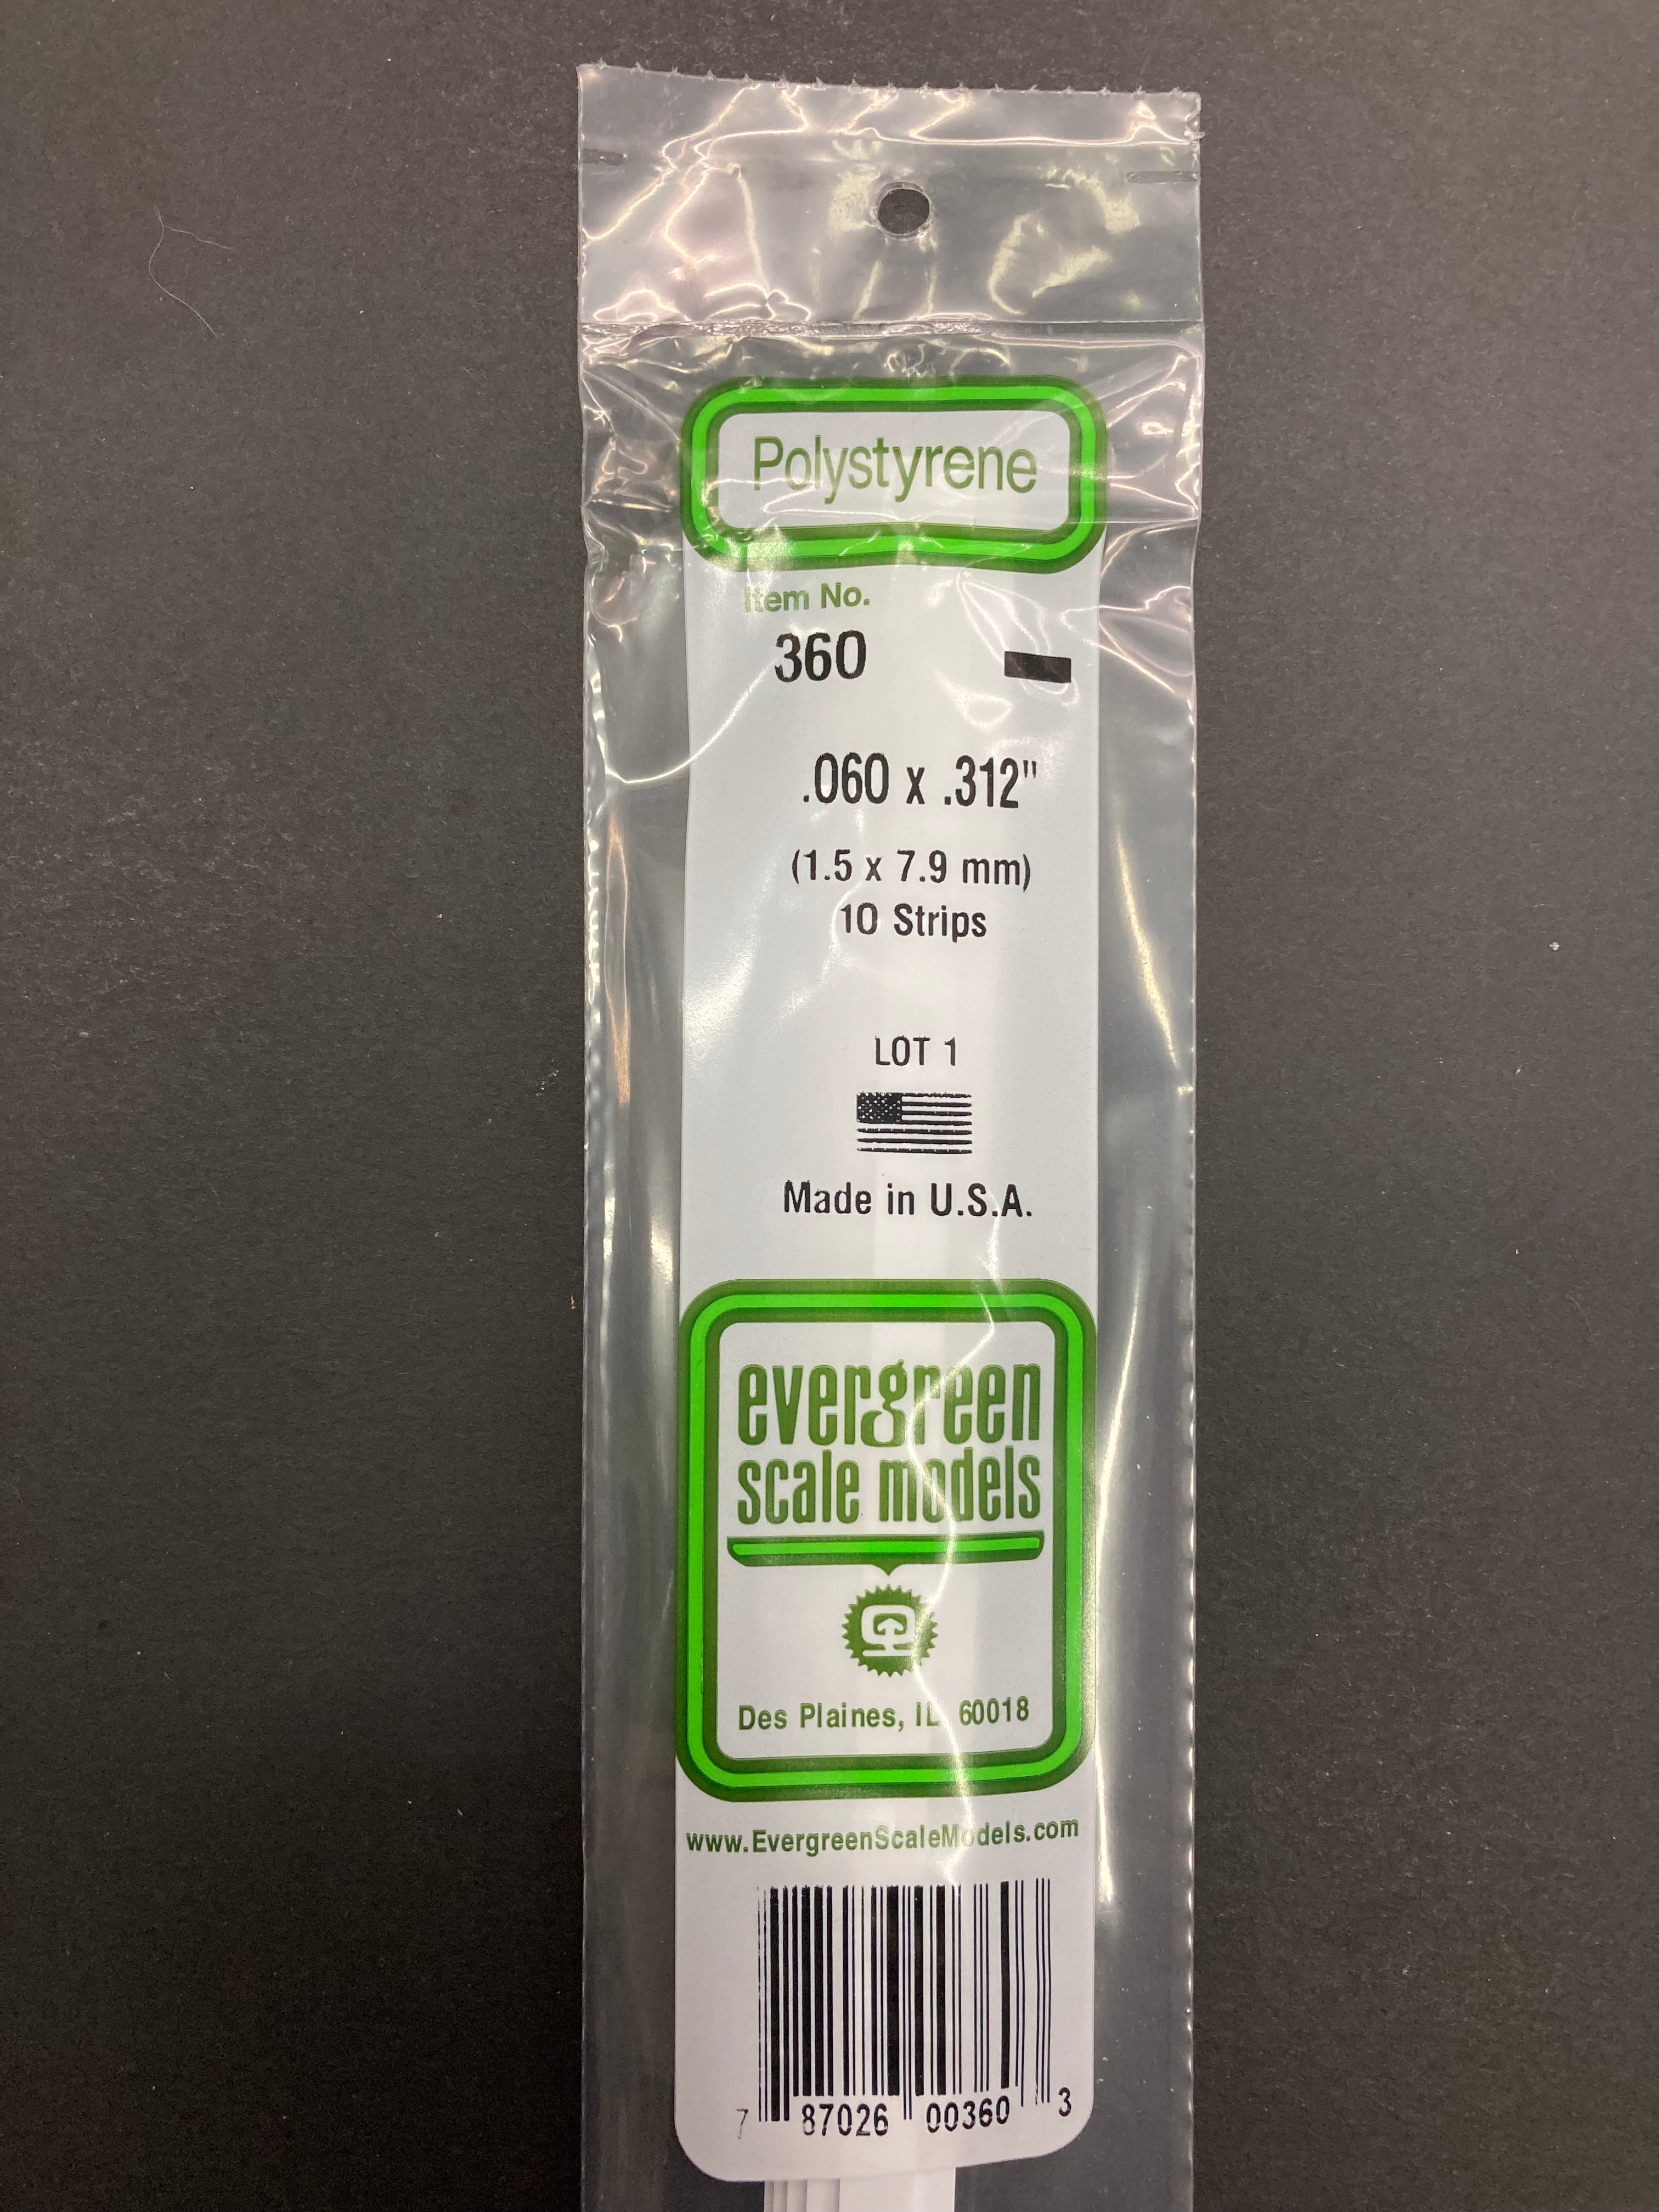 Polystyrene
Item No.
360
.060 x .312"
(1.5 x 7.9 mm)
10 Strips
LOT 1
Made in U.S.A.
evergreen
scale models
Des Plaines, IL 60018
www.EvergreenScaleModels.com
7 87026 00360 3